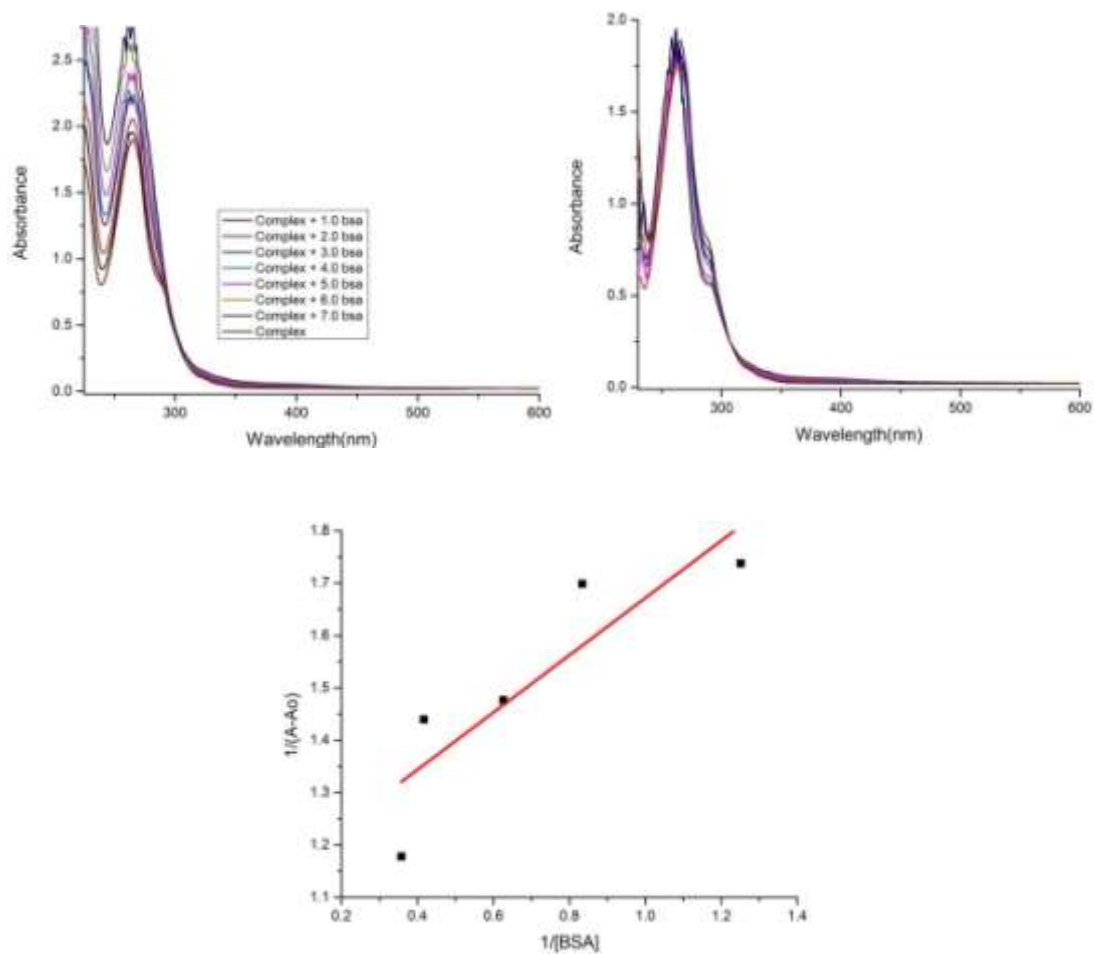 Absorbance
2.5
2.0
1.5
1.0
0.5
0.0
300
400
500
600
Wavelength(nm)
Complex + 1.0 bsa
Complex + 2.0 bsa
Complex + 3.0 bsa
Complex + 4.0 bsa
Complex + 5.0 bsa
Complex + 6.0 bsa
Complex + 7.0 bsa
Complex
Absorbance
2.0
1.5
1.0
0.5
0.0
300
400
500
600
Wavelength(nm)
1/(A-Ao)
1.8
1.7
1.6
1.5
1.4
1.3
1.2
1.1
0.2
0.4
0.6
0.8
1.0
1.2
1.4
1/[BSA]